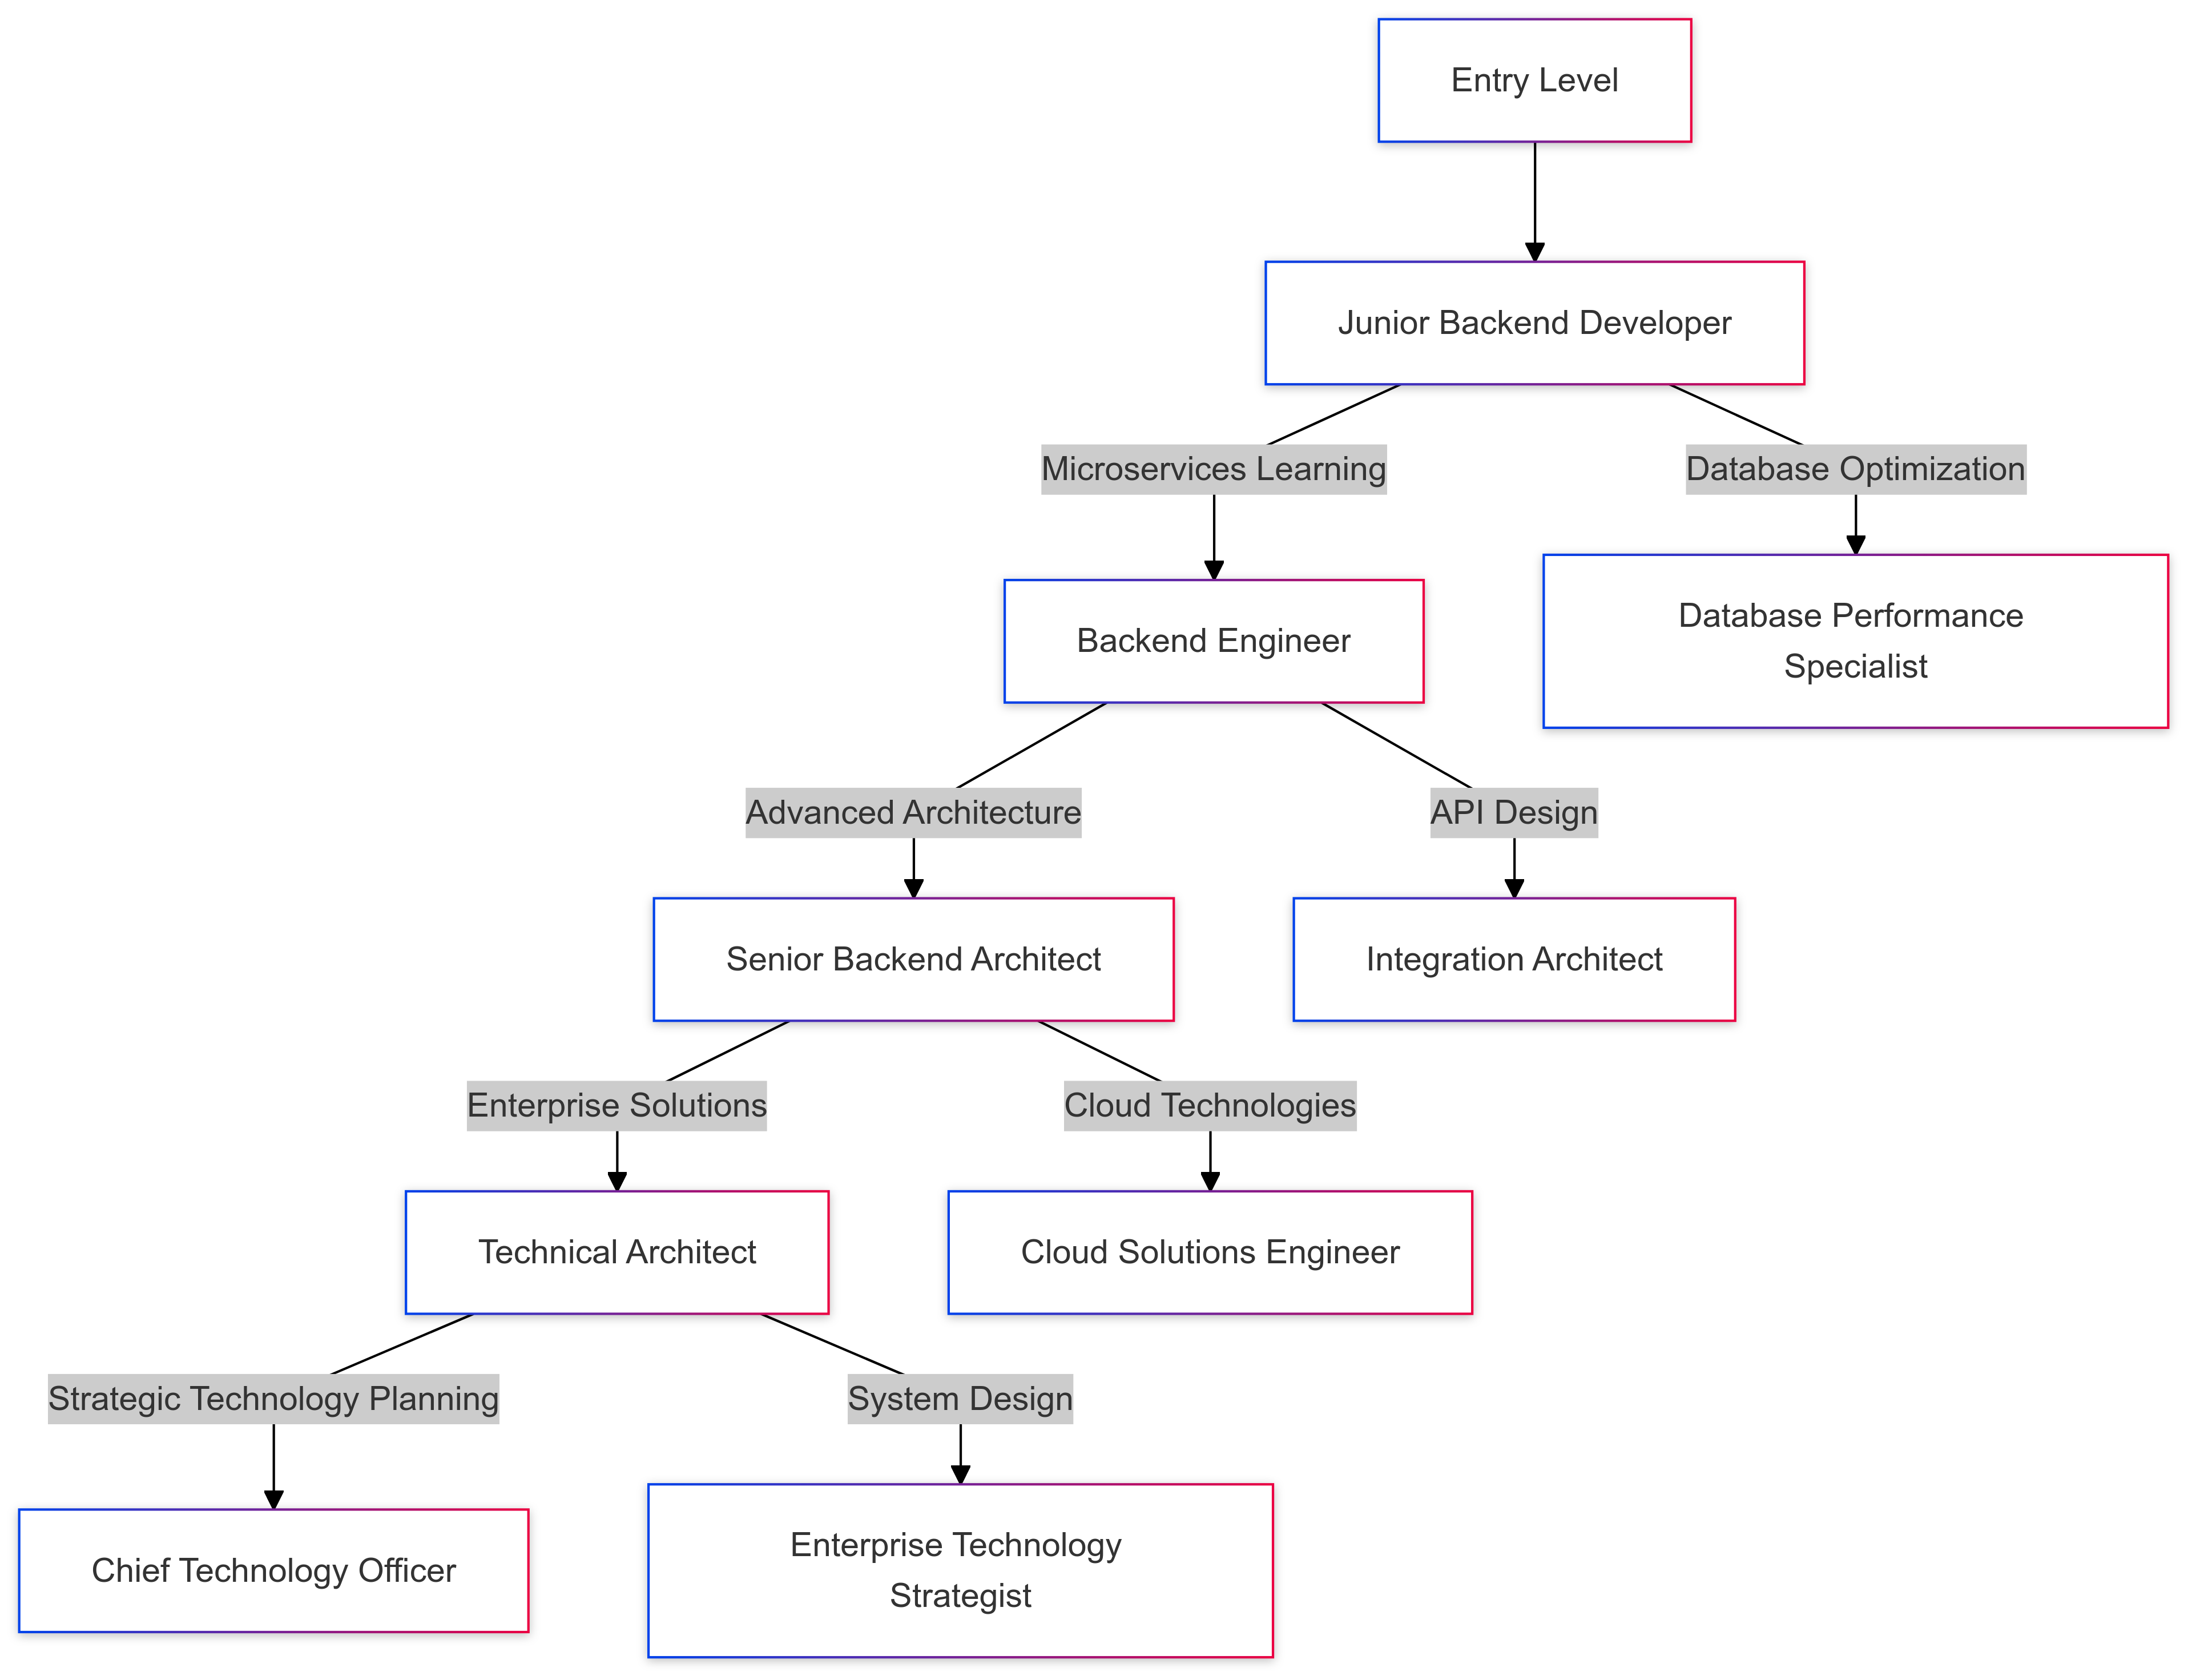 Entry Level
Junior Backend Developer
Microservices Learning
Database Optimization
Backend Engineer
Database Performance
Specialist
Advanced Architecture
API Design
Senior Backend Architect
Integration Architect
Enterprise Solutions
Cloud Technologies
Technical Architect
Cloud Solutions Engineer
Strategic Technology Planning
System Design
Chief Technology Officer
Enterprise Technology
Strategist